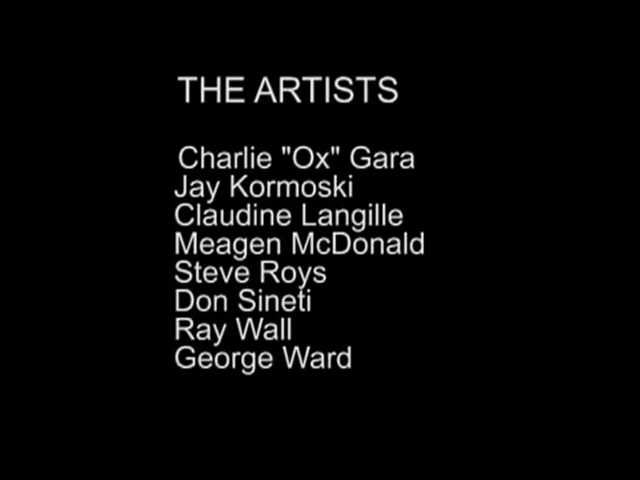 THE ARTISTS
Charlie "Ox" Gara
Jay Kormoski
Claudine Langille
Meagen McDonald
Steve Roys
Don Sineti
Ray Wall
George Ward